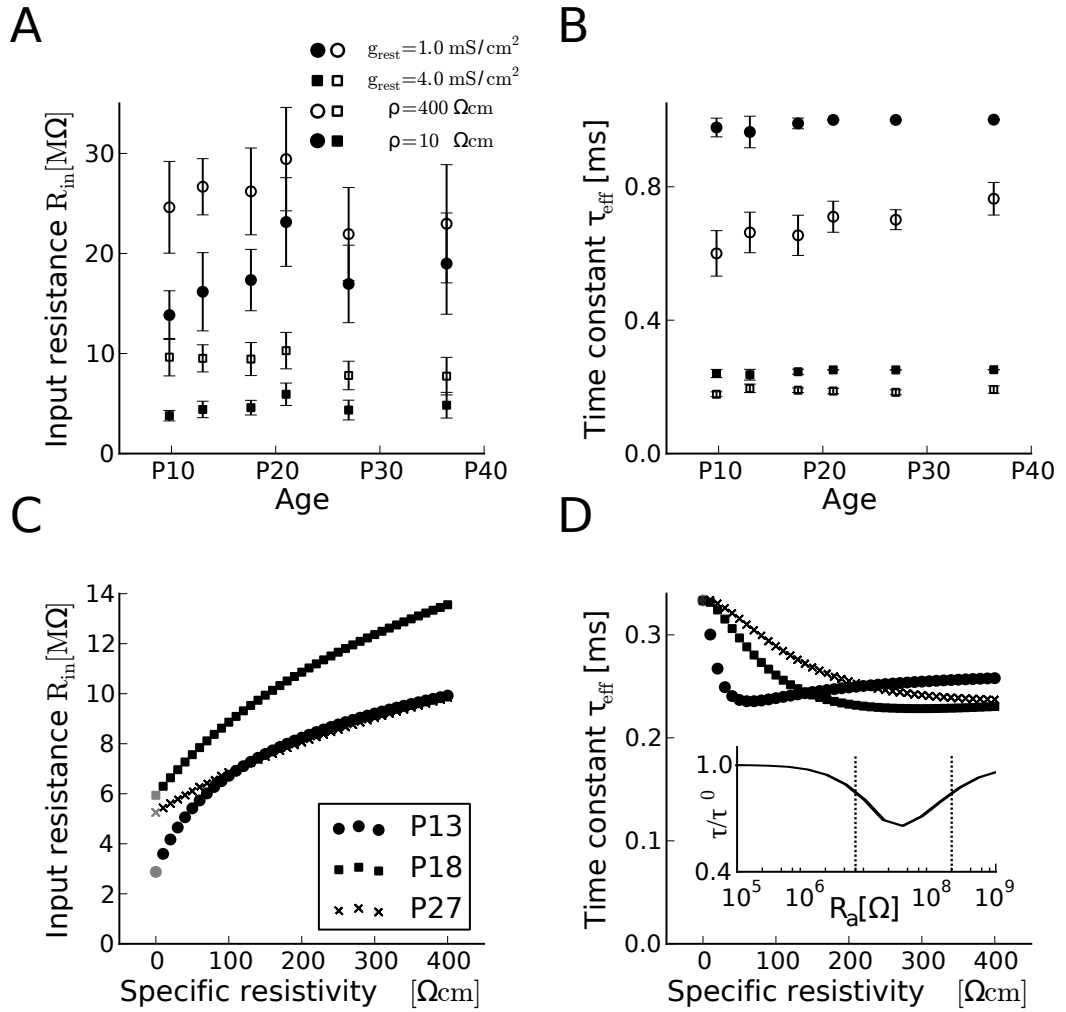 A
g_rest=1.0 mS/cm²
g_rest=4.0 mS/cm²
ρ=400 Ωcm
ρ=10 Ωcm
Input resistance R_in[MΩ]
30
20
10
0
P10 P20 P30 P40
Age
B
Time constant τ_eff [ms]
0.8
0.4
0.0
P10 P20 P30 P40
Age
C
Input resistance R_in[MΩ]
14
12
10
8
6
4
2
0
P13
P18
P27
0 100 200 300 400
Specific resistivity [Ωcm]
D
Time constant τ_eff [ms]
0.3
0.2
0.1
0.0
τ/τ⁰
1.0
0.4
10⁵ 10⁶ 10⁸ 10⁹
R_a[Ω]
0 100 200 300 400
Specific resistivity [Ωcm]